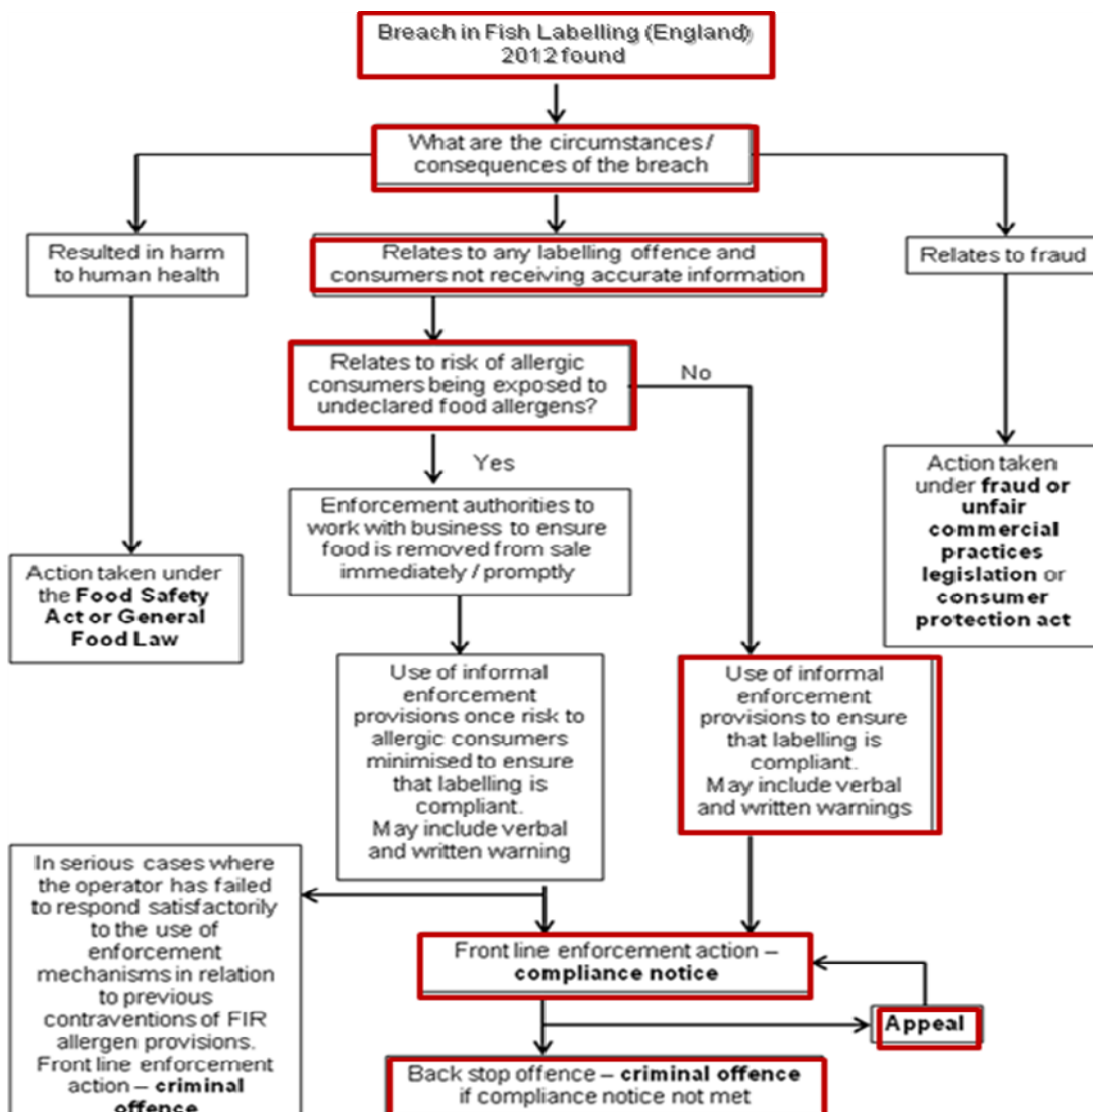 Breach in Fish Labelling (England)
2012 found
What are the circumstances /
consequences of the breach
Resulted in harm
to human health
Relates to any labelling offence and
consumers not receiving accurate information
Relates to fraud
Relates to risk of allergic
consumers being exposed to
undeclared food allergens?
No
Yes
Enforcement authorities to
work with business to ensure
food is removed from sale
immediately / promptly
Action taken
under fraud or
unfair
commercial
practices
legislation or
consumer
protection act
Action taken under
the Food Safety
Act or General
Food Law
Use of informal
enforcement
provisions once risk to
allergic consumers
minimised to ensure
that labelling is
compliant.
May include verbal
and written warning
Use of informal
enforcement
provisions to ensure
that labelling is
compliant.
May include verbal
and written warnings
In serious cases where
the operator has failed
to respond satisfactorily
to the use of
enforcement
mechanisms in relation
to previous
contraventions of FIR
allergen provisions.
Front line enforcement
action – criminal
offence
Front line enforcement action –
compliance notice
Appeal
Back stop offence – criminal offence
if compliance notice not met